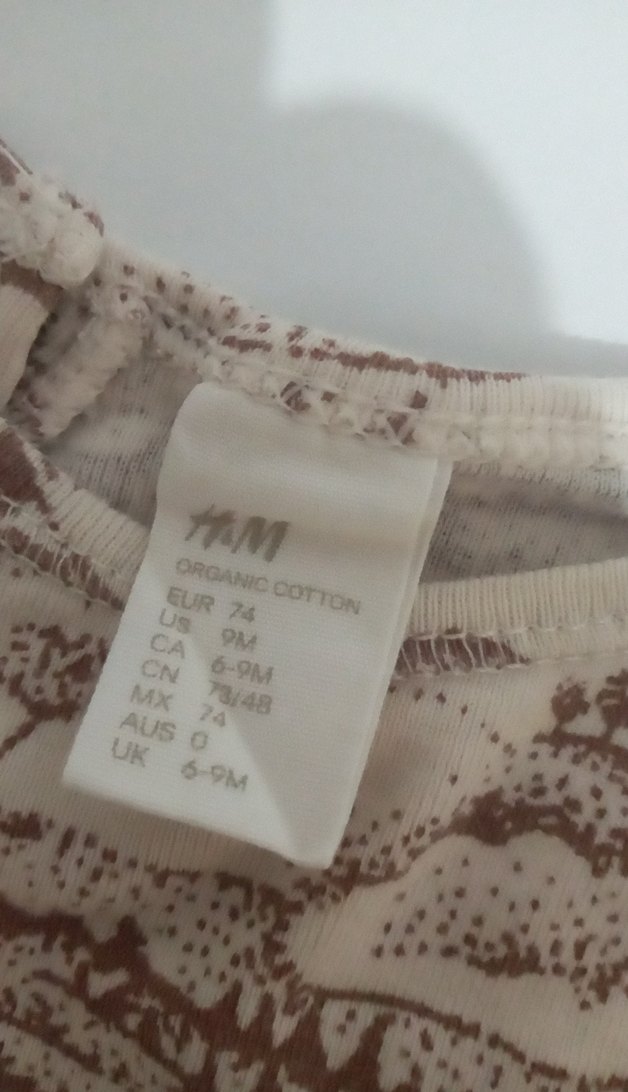 H&M
ORGANIC COTTON
EUR 74
US 9M
CA 6-9M
CN 73/48
MX 74
AUS 0
UK 6-9M